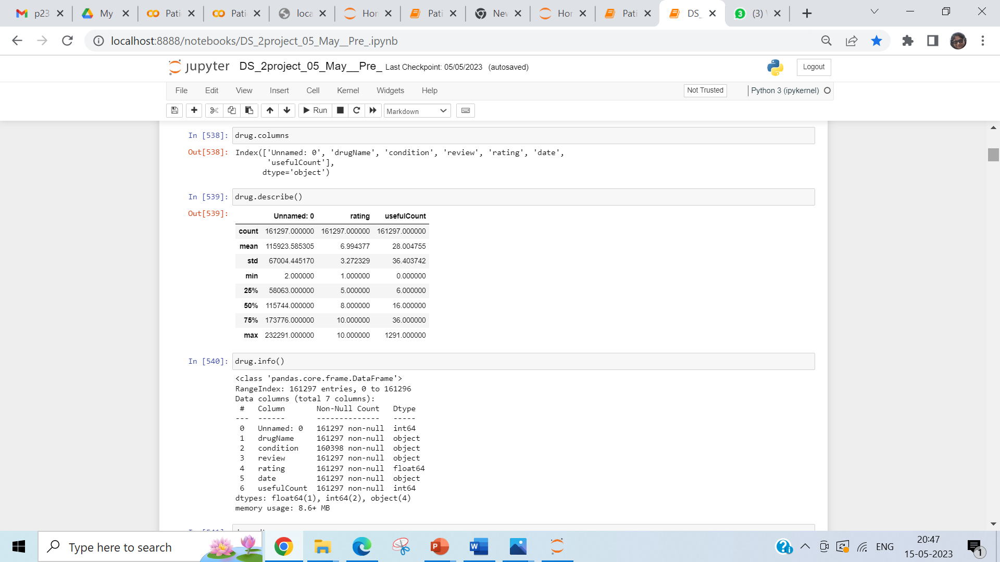 p23
My
Pati
Pati
loca
Hor
Pati
Nev
Hor
Pati
DS_
3
(3)
localhost:8888/notebooks/DS_2project_05_May__Pre_.ipynb
jupyter DS_2project_05_May__Pre_ Last Checkpoint: 05/05/2023 (autosaved)
Logout
File Edit View Insert Cell Kernel Widgets Help
Not Trusted
Python 3 (ipykernel)
Run
Markdown
In [538]: drug.columns
Out[538]: Index(['Unnamed: 0', 'drugName', 'condition', 'review', 'rating', 'date',
'usefulCount'],
dtype='object')
In [539]: drug.describe()
Out[539]:
Unnamed: 0 rating usefulCount
count 161297.000000 161297.000000 161297.000000
mean 115923.585305 6.994377 28.004755
std 67004.445170 3.272329 36.403742
min 2.000000 1.000000 0.000000
25% 58063.000000 5.000000 6.000000
50% 115744.000000 8.000000 16.000000
75% 173776.000000 10.000000 36.000000
max 232291.000000 10.000000 1291.000000
In [540]: drug.info()
<class 'pandas.core.frame.DataFrame'>
RangeIndex: 161297 entries, 0 to 161296
Data columns (total 7 columns):
# Column Non-Null Count Dtype
--- ------ -------------- -----
0 Unnamed: 0 161297 non-null int64
1 drugName 161297 non-null object
2 condition 160398 non-null object
3 review 161297 non-null object
4 rating 161297 non-null float64
5 date 161297 non-null object
6 usefulCount 161297 non-null int64
dtypes: float64(1), int64(2), object(4)
memory usage: 8.6+ MB
Type here to search
ENG
20:47
15-05-2023
1